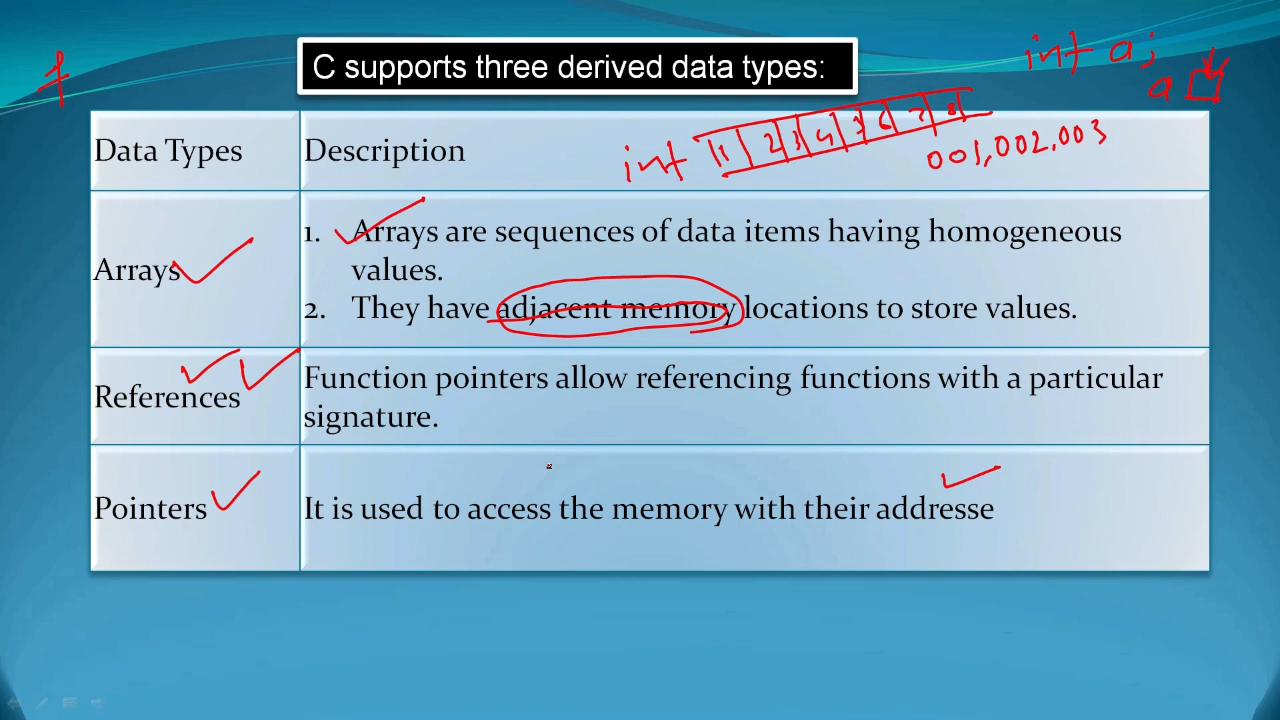 C supports three derived data types:
int a;
a
Data Types
Description
int 1 2 3 4 7 6 7 8
001,002,003
Arrays
1. Arrays are sequences of data items having homogeneous
values.
2. They have adjacent memory locations to store values.
References
Function pointers allow referencing functions with a particular
signature.
Pointers
It is used to access the memory with their addresse